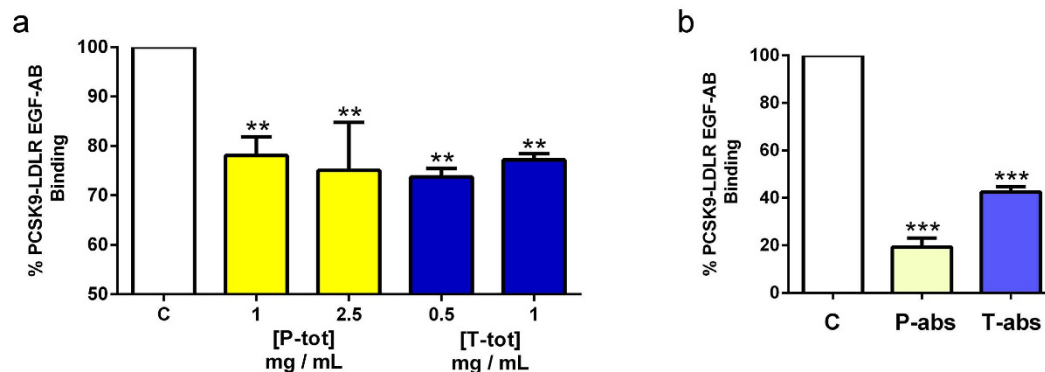 a
% PCSK9-LDLR EGF-AB
Binding
100
90
80
70
60
50
**
**
**
**
C
1
2.5
0.5
1
[P-tot]
mg / mL
[T-tot]
mg / mL
b
% PCSK9-LDLR EGF-AB
Binding
100
80
60
40
20
0
***
***
C
P-abs
T-abs